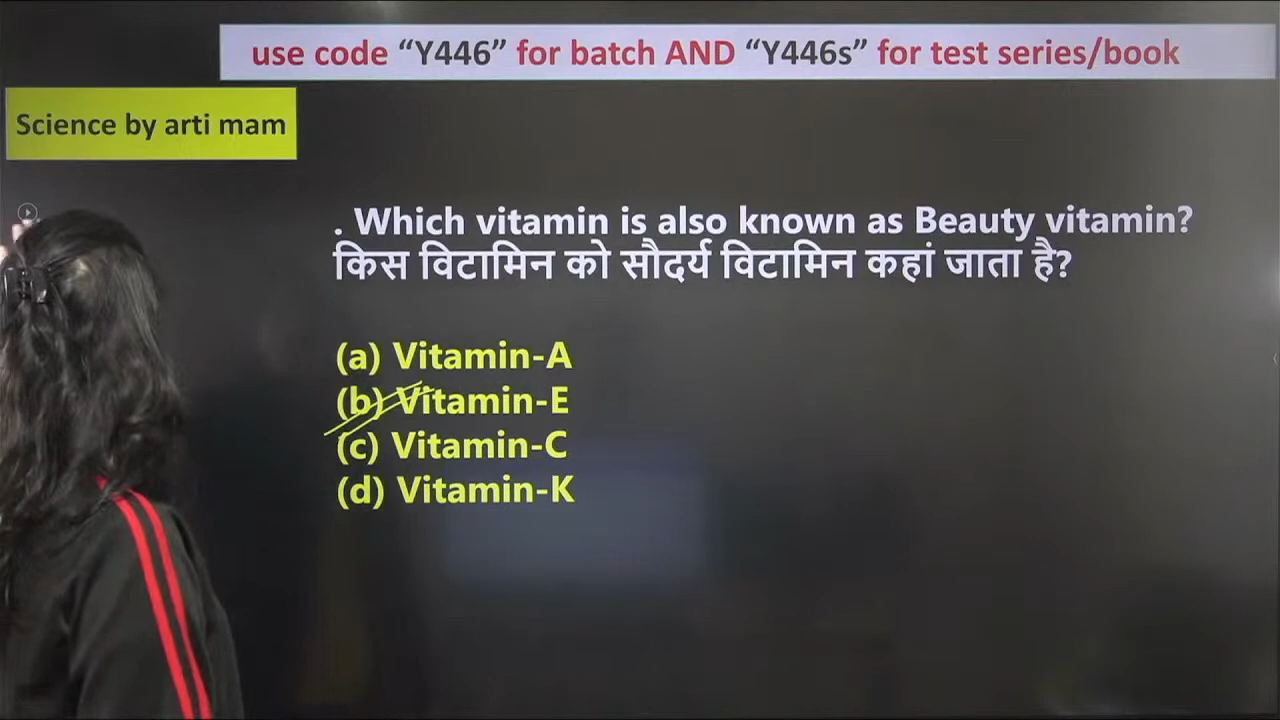 use code “Y446” for batch AND “Y446s” for test series/book
Science by arti mam
. Which vitamin is also known as Beauty vitamin?
किस विटामिन को सौदर्य विटामिन कहां जाता है?
(a) Vitamin-A
(b) Vitamin-E
(c) Vitamin-C
(d) Vitamin-K